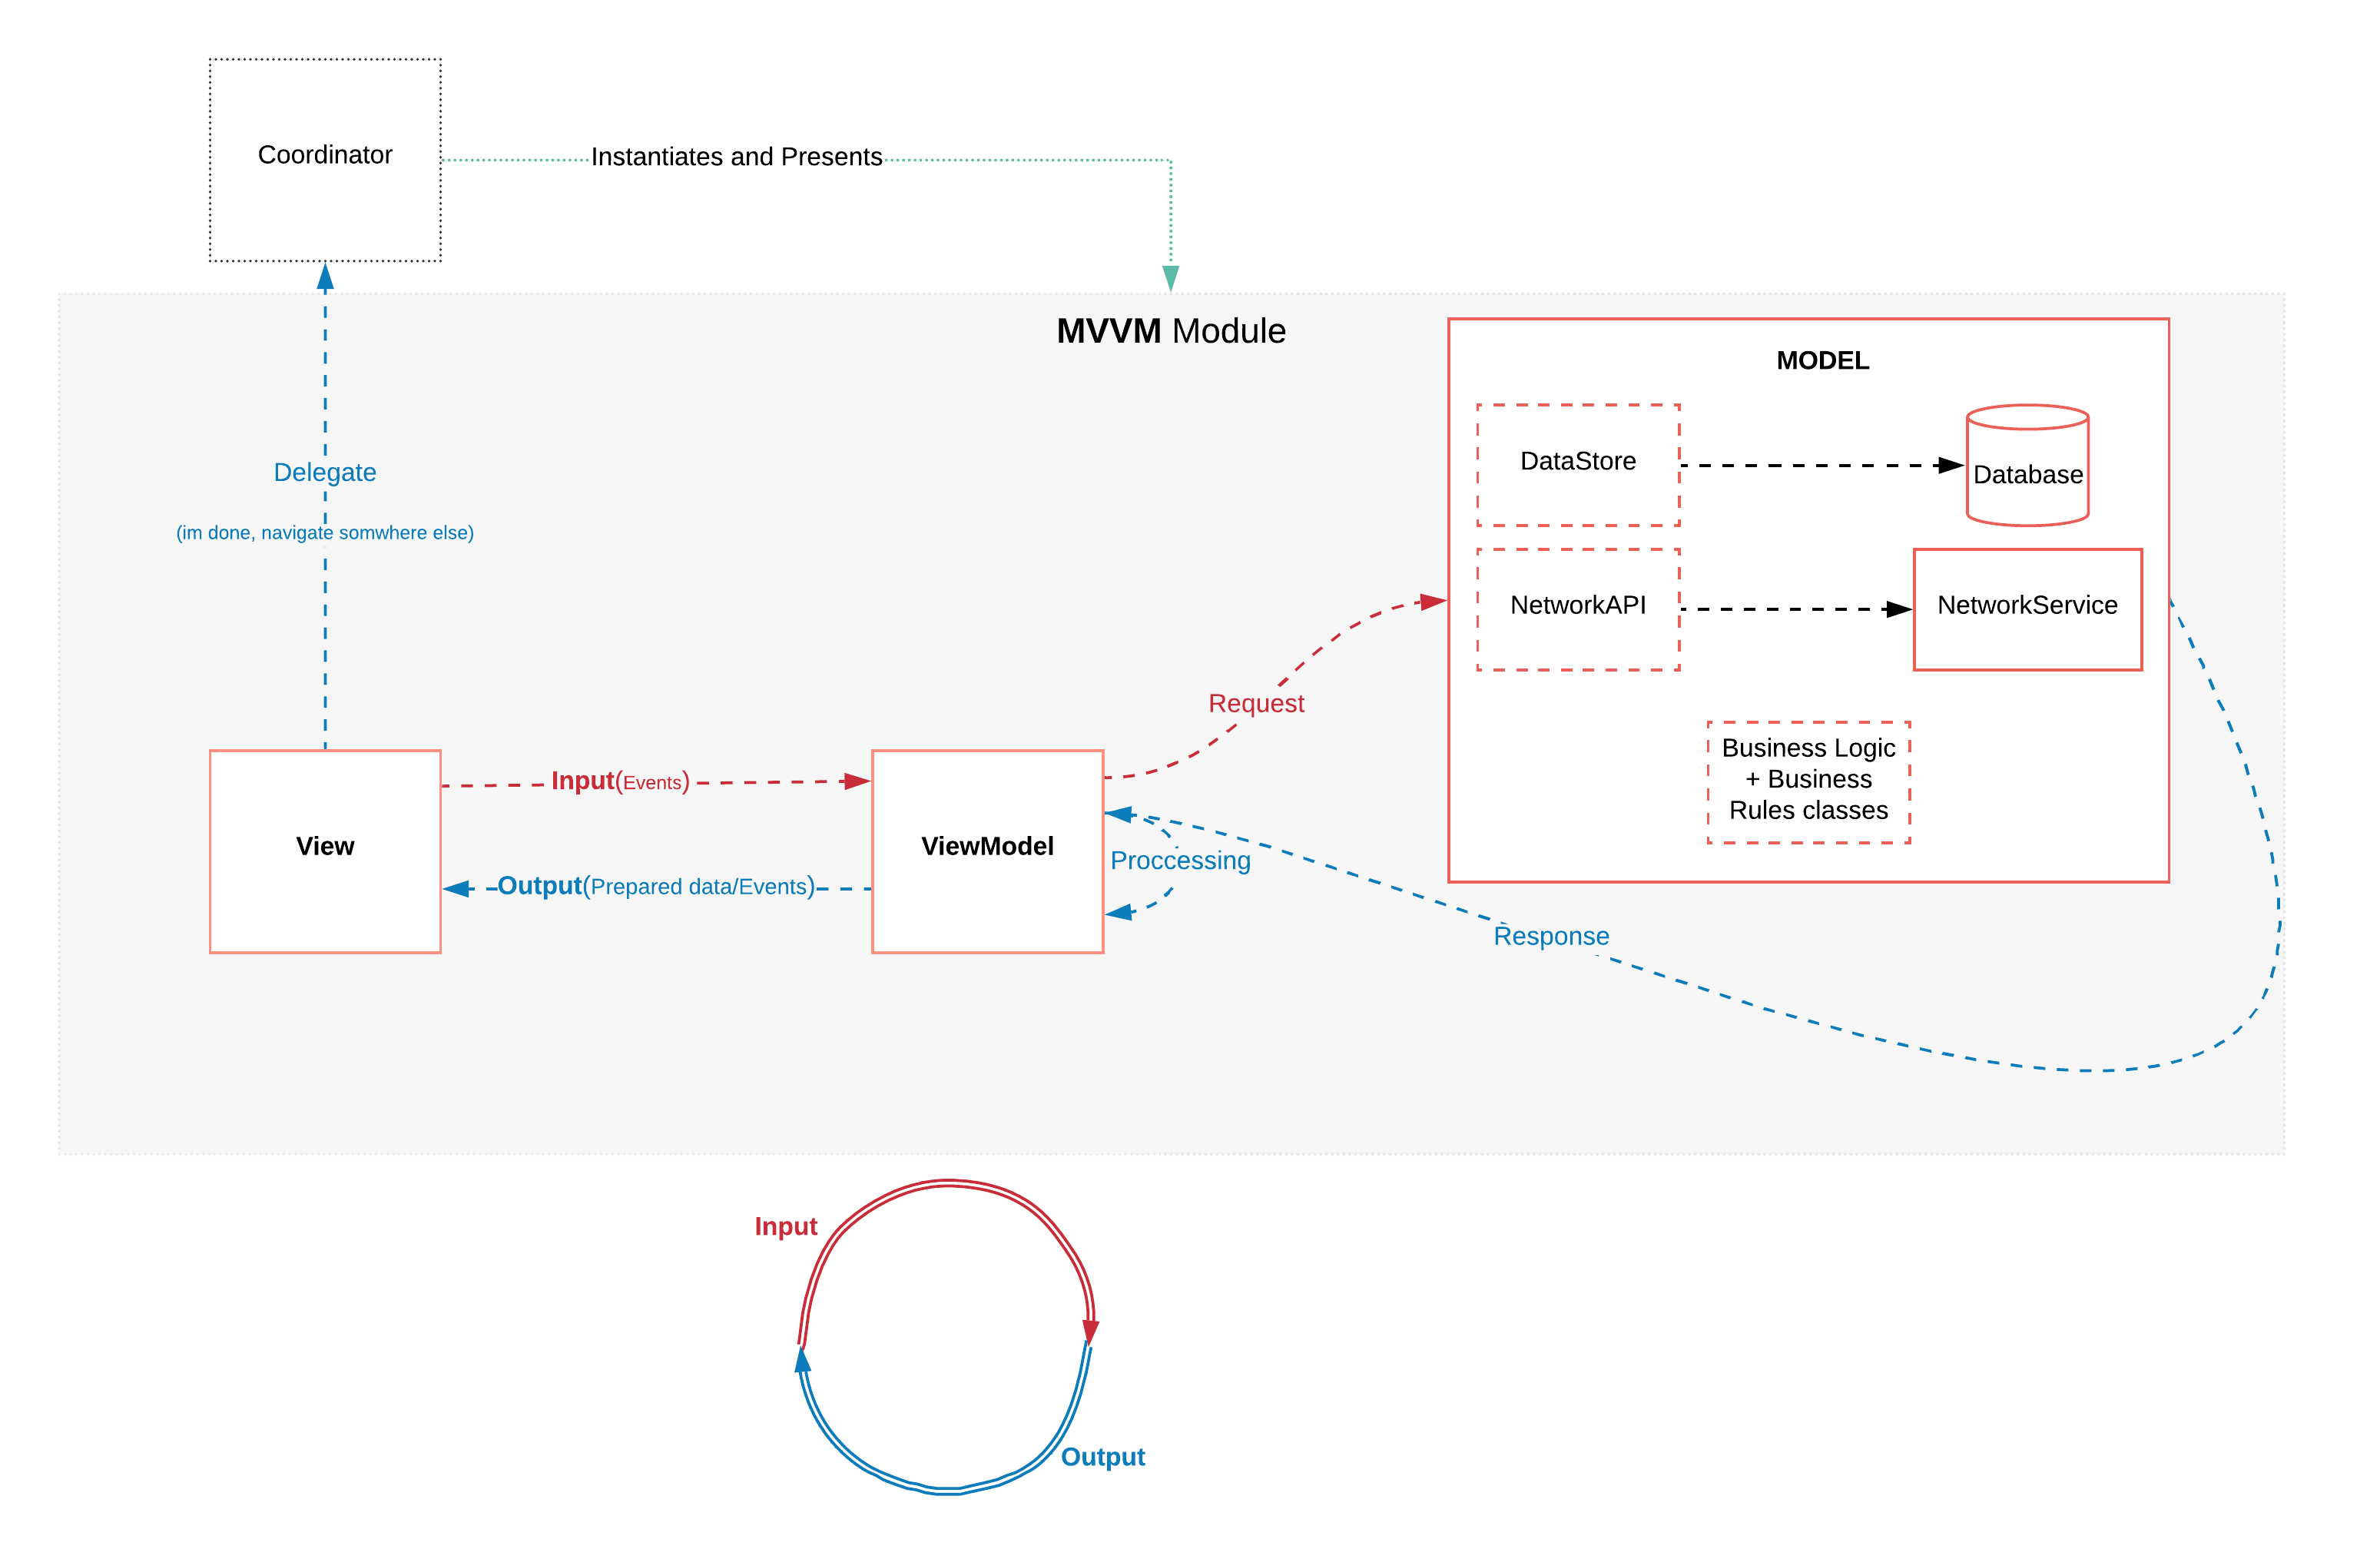 Coordinator
Instantiates and Presents
MVVM Module
MODEL
DataStore
Database
Delegate
(im done, navigate somwhere else)
NetworkAPI
NetworkService
Request
Business Logic
+ Business
Rules classes
Input(Events)
View
ViewModel
Proccessing
Output(Prepared data/Events)
Response
Input
Output